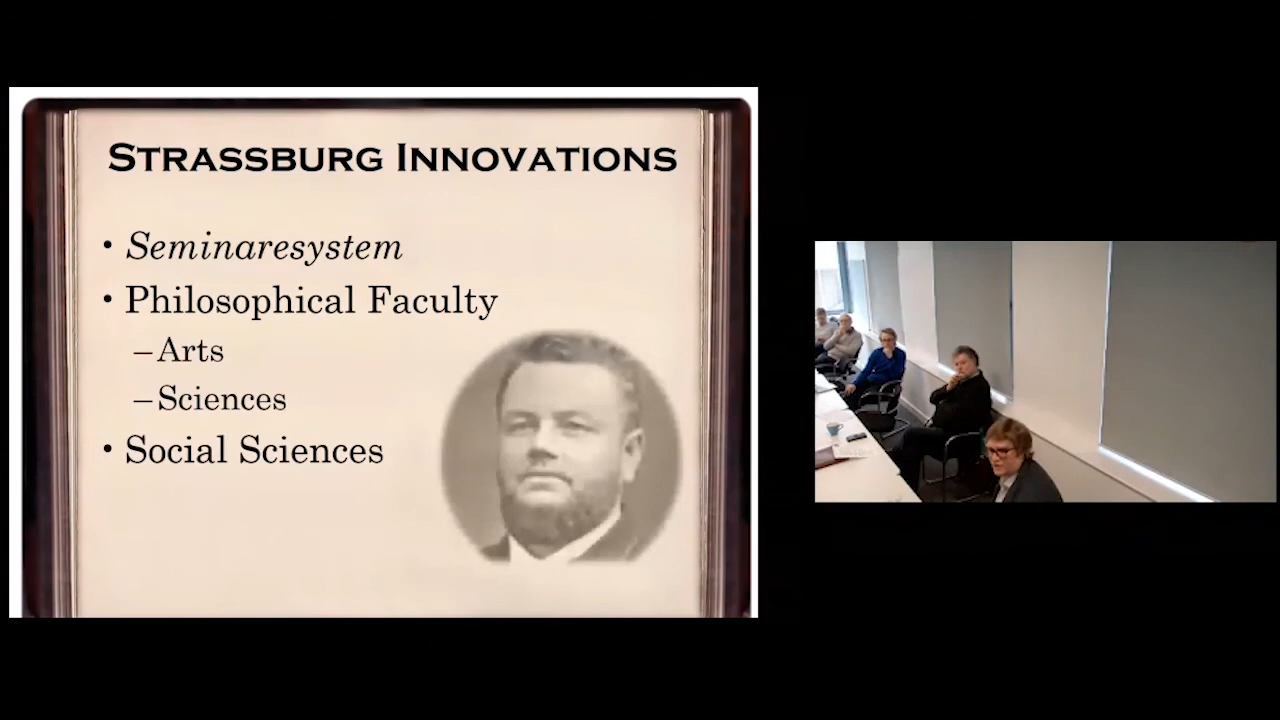 STRASSBURG INNOVATIONS
• Seminaresystem
• Philosophical Faculty
–Arts
–Sciences
• Social Sciences